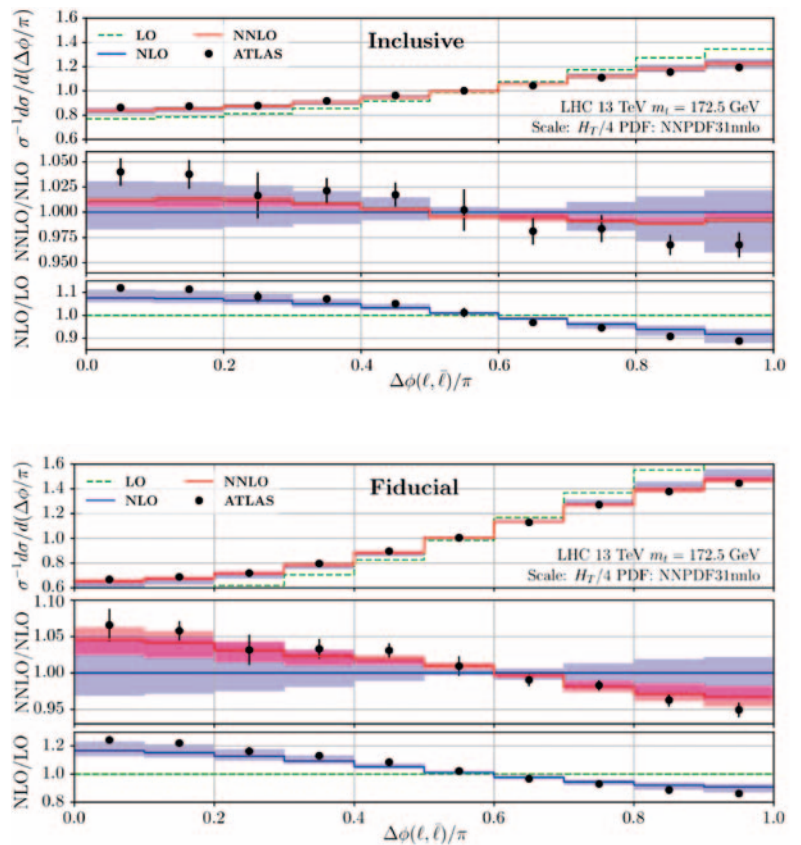 LO
NNLO
NLO
ATLAS
Inclusive
LHC 13 TeV m_t = 172.5 GeV
Scale: H_T/4 PDF: NNPDF31nnlo
σ⁻¹dσ/d(Δϕ/π)
1.6
1.4
1.2
1.0
0.8
0.6
NNLO/NLO
1.050
1.025
1.000
0.975
0.950
NLO/LO
1.1
1.0
0.9
0.0 0.2 0.4 0.6 0.8 1.0
Δϕ(ℓ, ℓ̄)/π
LO
NNLO
NLO
ATLAS
Fiducial
LHC 13 TeV m_t = 172.5 GeV
Scale: H_T/4 PDF: NNPDF31nnlo
σ⁻¹dσ/d(Δϕ/π)
1.6
1.4
1.2
1.0
0.8
0.6
NNLO/NLO
1.10
1.05
1.00
0.95
NLO/LO
1.2
1.0
0.8
0.0 0.2 0.4 0.6 0.8 1.0
Δϕ(ℓ, ℓ̄)/π